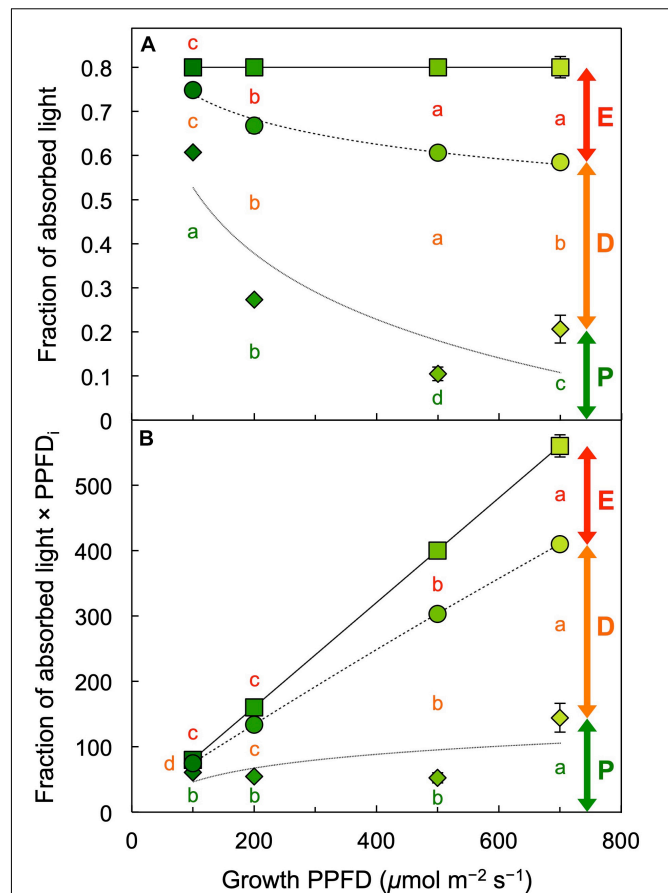 A
Fraction of absorbed light
0.8
0.7
0.6
0.5
0.4
0.3
0.2
0.1
0
c
b
a
a
c
b
a
b
a
b
d
c
E
D
P
B
Fraction of absorbed light × PPFDᵢ
500
400
300
200
100
0
a
b
c
c
a
b
c
d
a
b
b
b
E
D
P
0 200 400 600 800
Growth PPFD (µmol m⁻² s⁻¹)